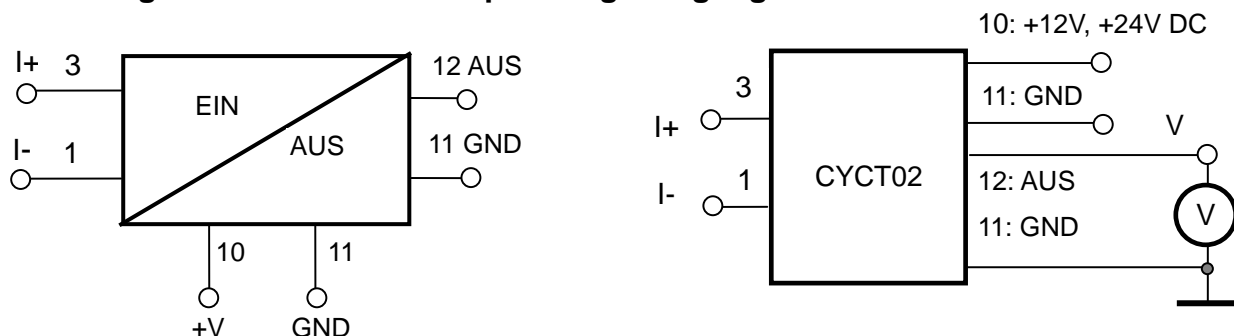 I+ 3
EIN
12 AUS
I- 1
AUS
11 GND
10
11
+V
GND
10: +12V, +24V DC
3
11: GND
I+
V
1
CYCT02
12: AUS
I-
V
11: GND